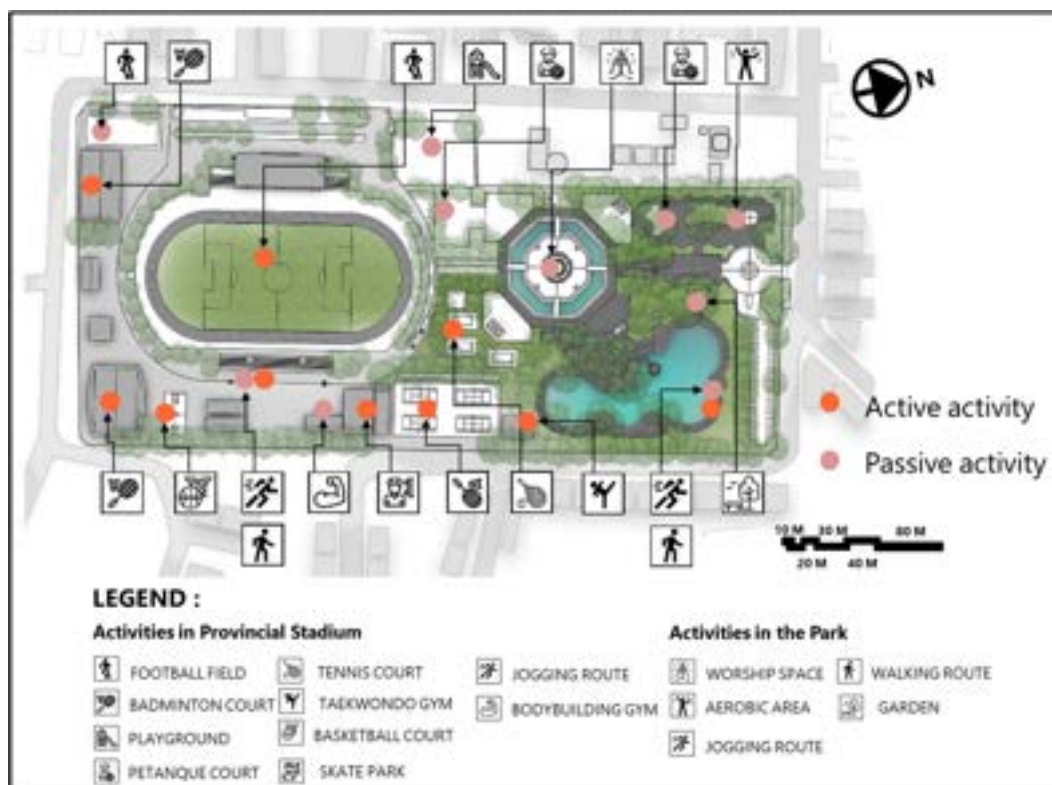 N
Active activity
Passive activity
10 M 30 M 80 M
20 M 40 M
LEGEND :
Activities in Provincial Stadium
FOOTBALL FIELD
BADMINTON COURT
PLAYGROUND
PETANQUE COURT
TENNIS COURT
TAEKWONDO GYM
BASKETBALL COURT
SKATE PARK
JOGGING ROUTE
BODYBUILDING GYM
Activities in the Park
WORSHIP SPACE
AEROBIC AREA
JOGGING ROUTE
WALKING ROUTE
GARDEN